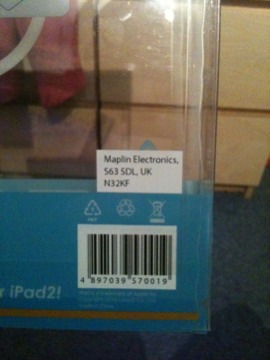 Maplin Electronics,
S63 5DL, UK
N32KF
4 897039 570019
r iPad2!